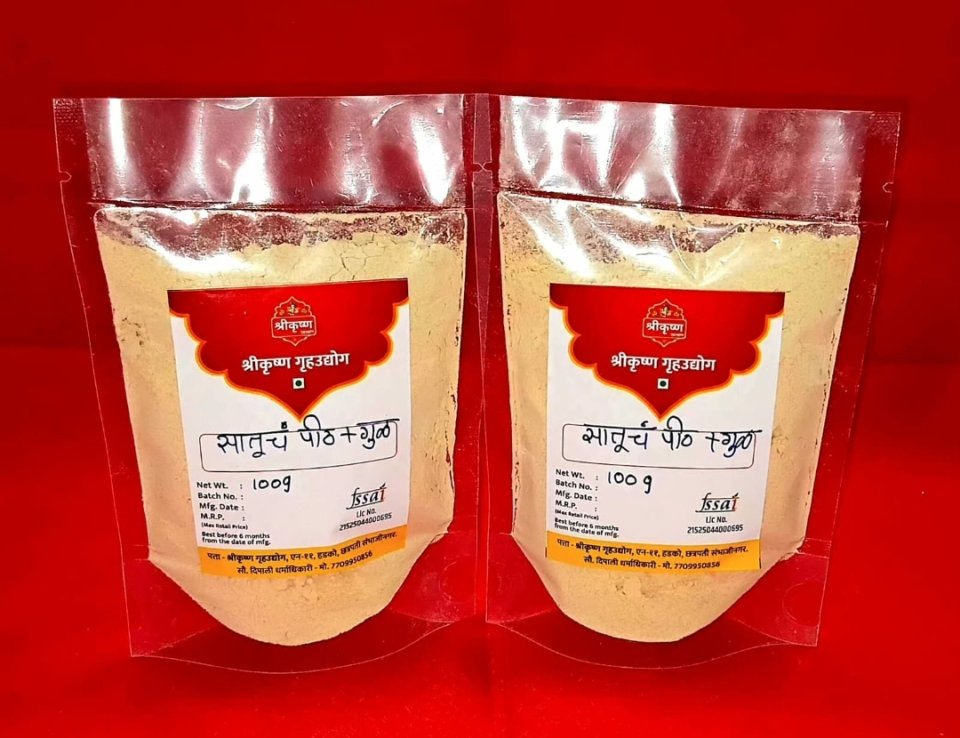 श्रीकृष्ण
श्रीकृष्ण गृहउद्योग
सातूचं पीठ + गुळ
Net Wt. : 100g
Batch No. :
Mfg. Date :
M.R.P. :
(Max Retail Price)
Best before 6 months
from the date of mfg.
fssai
Lic No.
21525044000695
पत्ता - श्रीकृष्ण गृहउद्योग, एन-११, हडको, छत्रपती संभाजीनगर.
सौ. दिपाली धर्माधिकारी - मो. 7709950856
श्रीकृष्ण
श्रीकृष्ण गृहउद्योग
सातूचं पीठ + गुळ
Net Wt. : 100g
Batch No. :
Mfg. Date :
M.R.P. :
(Max Retail Price)
Best before 6 months
from the date of mfg.
fssai
Lic No.
21525044000695
पत्ता - श्रीकृष्ण गृहउद्योग, एन-११, हडको, छत्रपती संभाजीनगर.
सौ. दिपाली धर्माधिकारी - मो. 7709950856